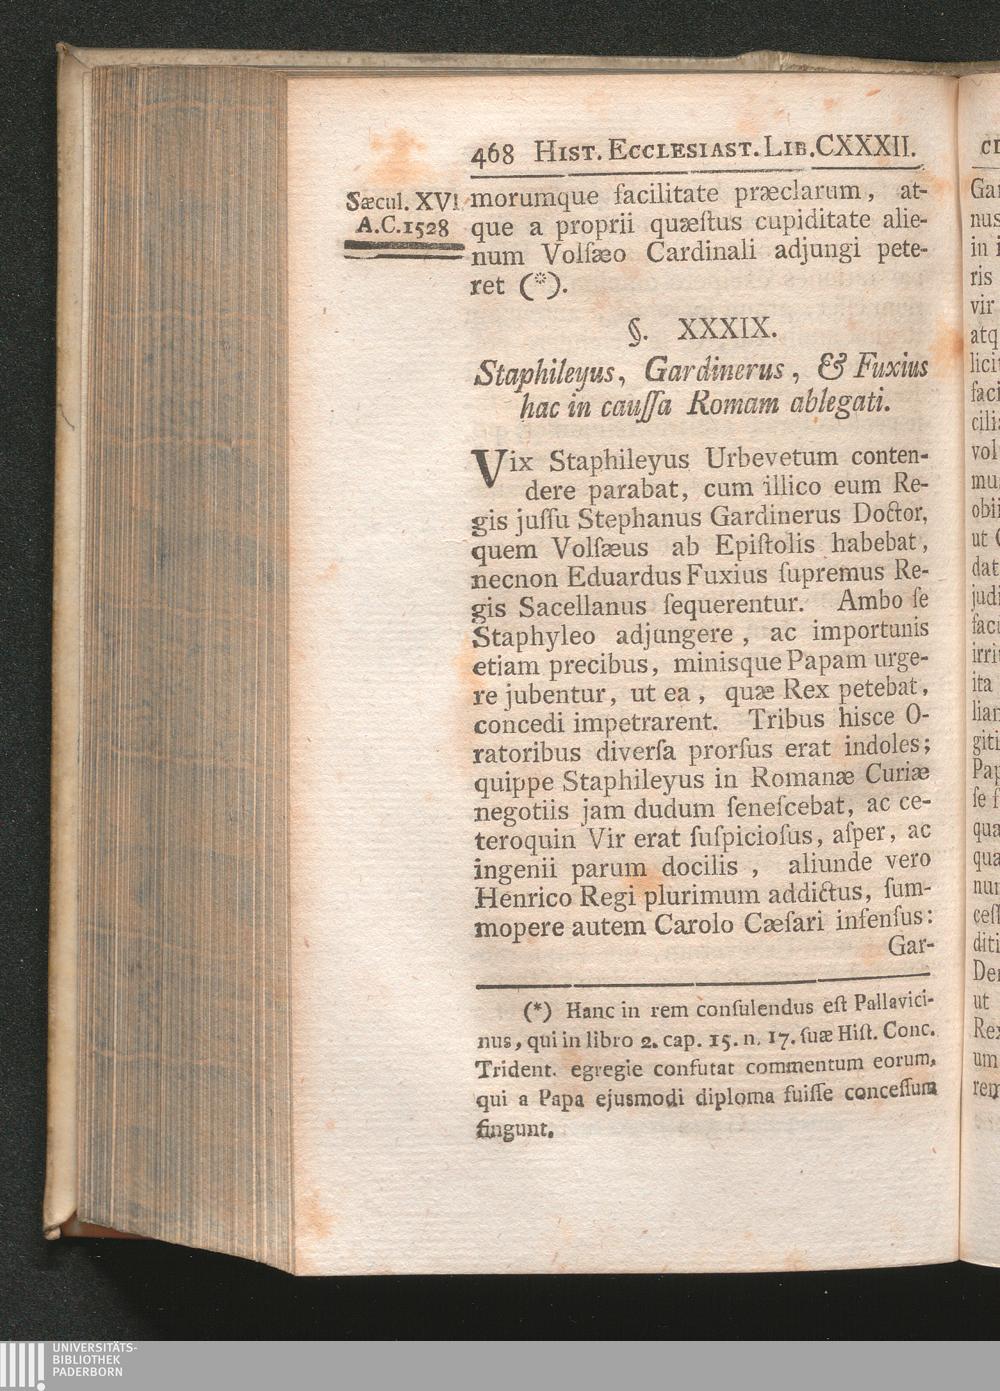 468 Hist. Ecclesiast. Lib. CXXXII.
Sæcul. XVI
A.C.1528
morumque facilitate præclarum, at-
que a proprii quæſtus cupiditate alie-
num Volſæo Cardinali adjungi pete-
ret (*).
§. XXXIX.
Staphileyus, Gardinerus, & Fuxius
hac in cauſſa Romam ablegati.
Vix Staphileyus Urbevetum conten-
dere parabat, cum illico eum Re-
gis juſſu Stephanus Gardinerus Doctor,
quem Volſæus ab Epiſtolis habebat,
necnon Eduardus Fuxius ſupremus Re-
gis Sacellanus ſequerentur. Ambo ſe
Staphyleo adjungere, ac importunis
etiam precibus, minisque Papam urge-
re jubentur, ut ea, quæ Rex petebat,
concedi impetrarent. Tribus hisce O-
ratoribus diverſa prorſus erat indoles;
quippe Staphileyus in Romanæ Curiæ
negotiis jam dudum ſeneſcebat, ac ce-
teroquin Vir erat ſuſpicioſus, aſper, ac
ingenii parum docilis, aliunde vero
Henrico Regi plurimum addictus, ſum-
mopere autem Carolo Cæſari infenſus:
Gar-
(*) Hanc in rem conſulendus eſt Pallavici-
nus, qui in libro 2. cap. 15. n. 17. ſuæ Hiſt. Conc.
Trident. egregie confutat commentum eorum,
qui a Papa ejusmodi diploma fuiſſe conceſſum
fingunt.
UNIVERSITÄTS-
BIBLIOTHEK
PADERBORN